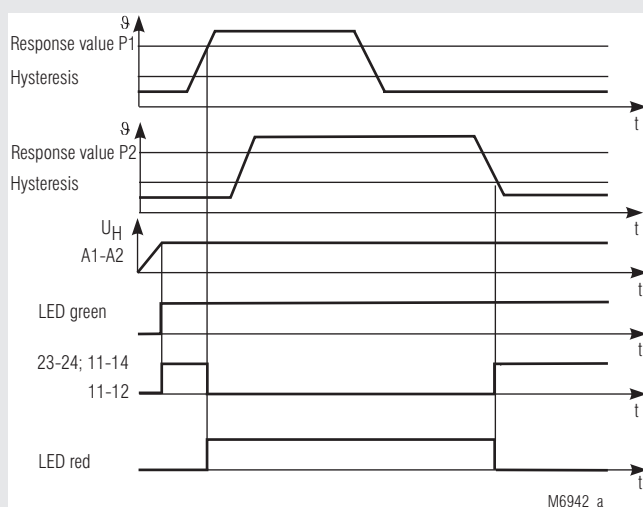 ϑ
Response value P1
Hysteresis
t
ϑ
Response value P2
Hysteresis
t
UH
A1-A2
t
LED green
t
23-24; 11-14
11-12
t
LED red
t
M6942_a